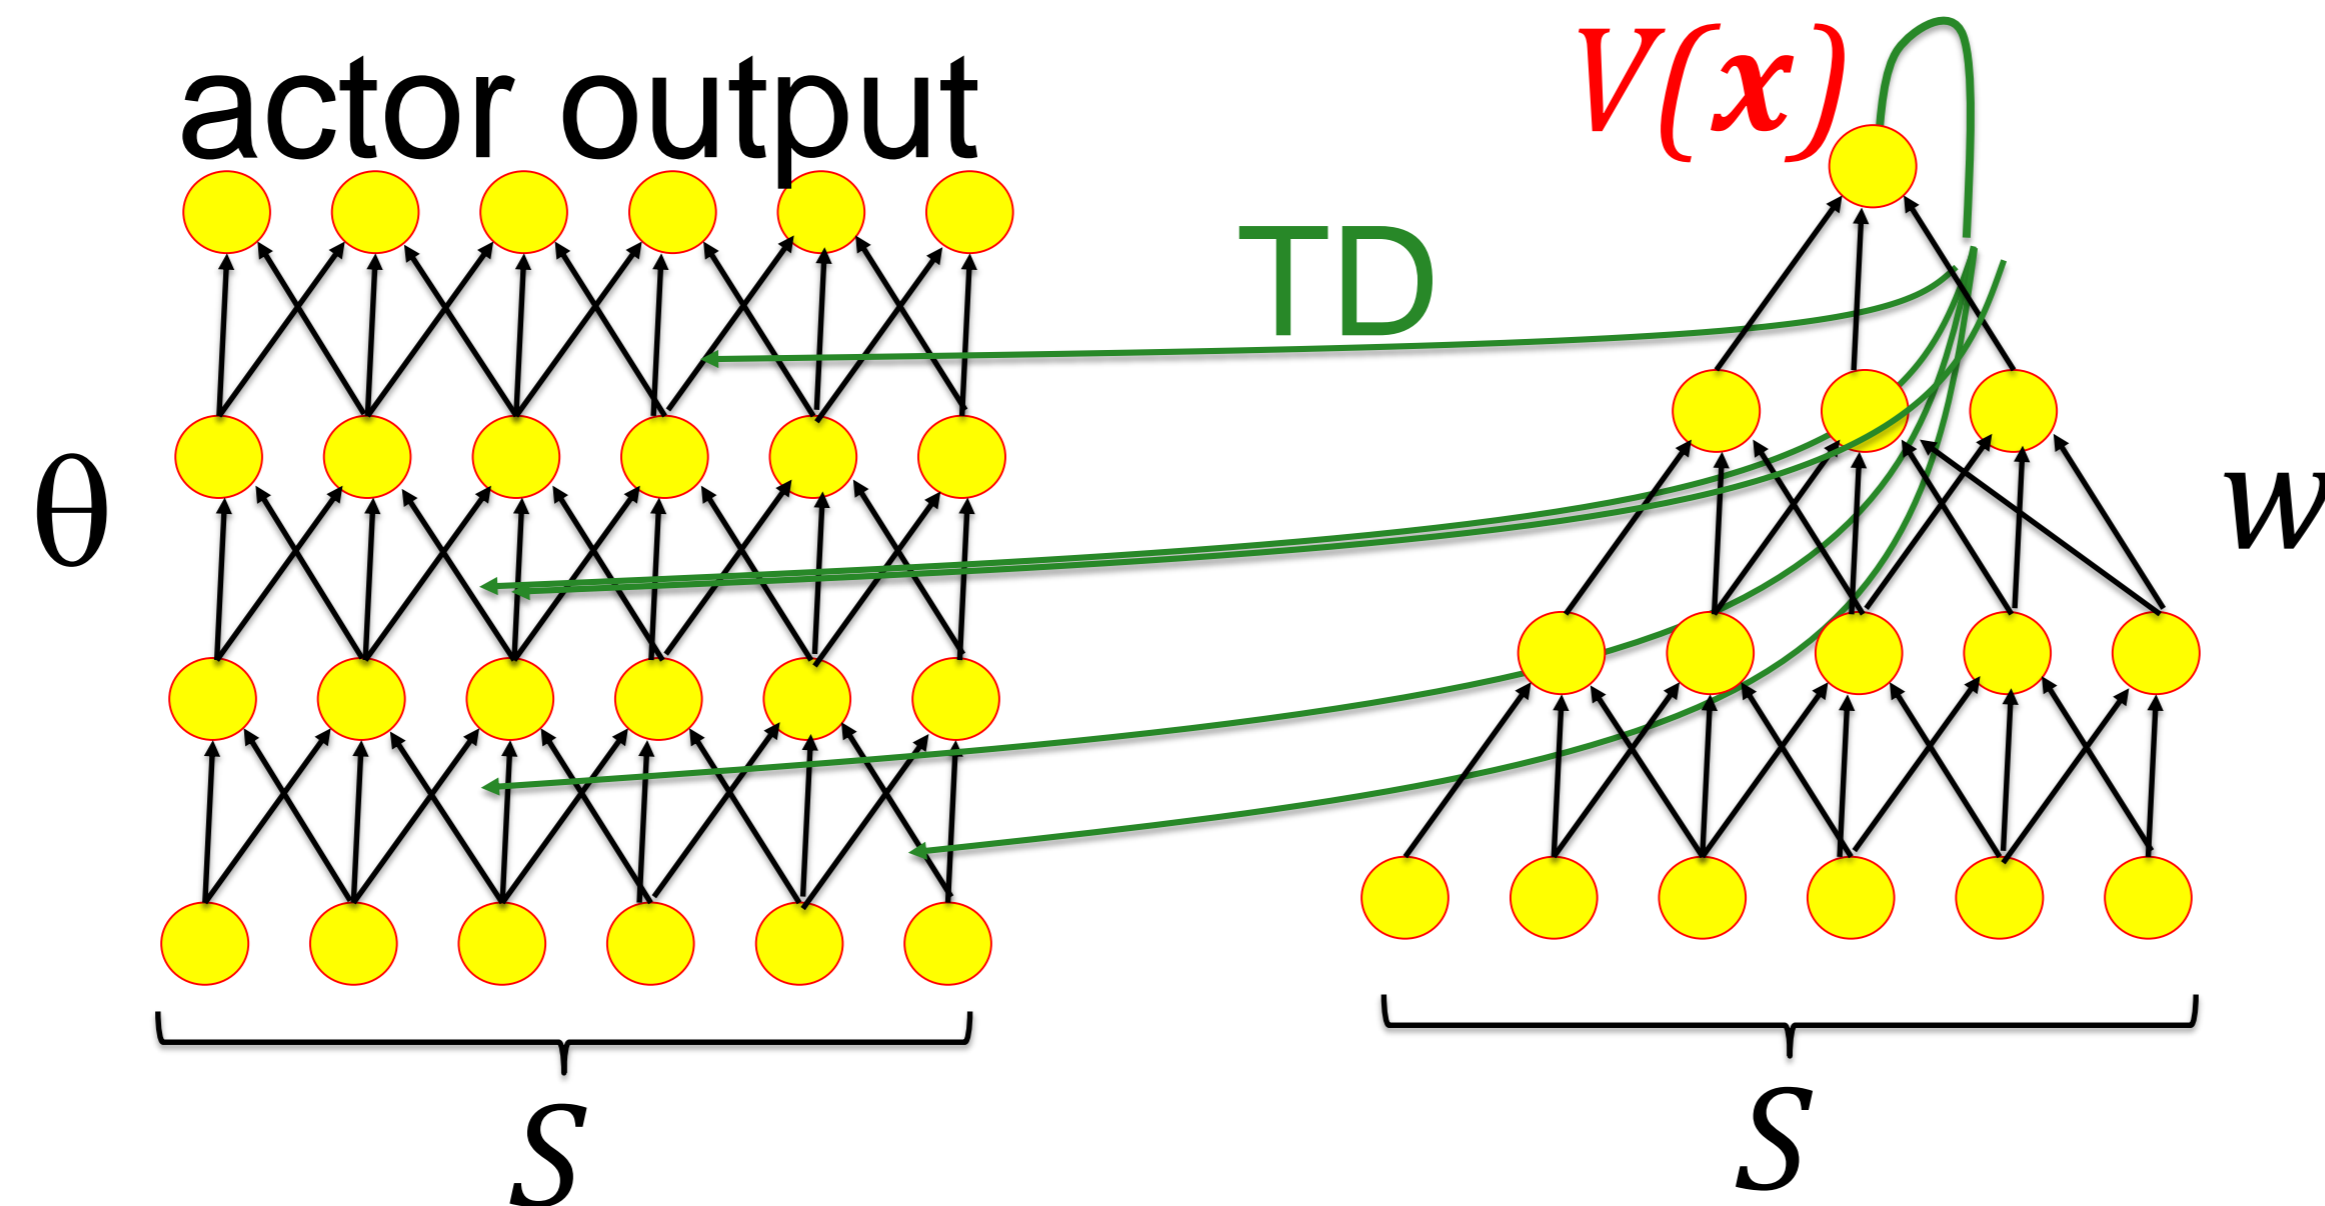 actor output
V(x)
TD
θ
w
S
S